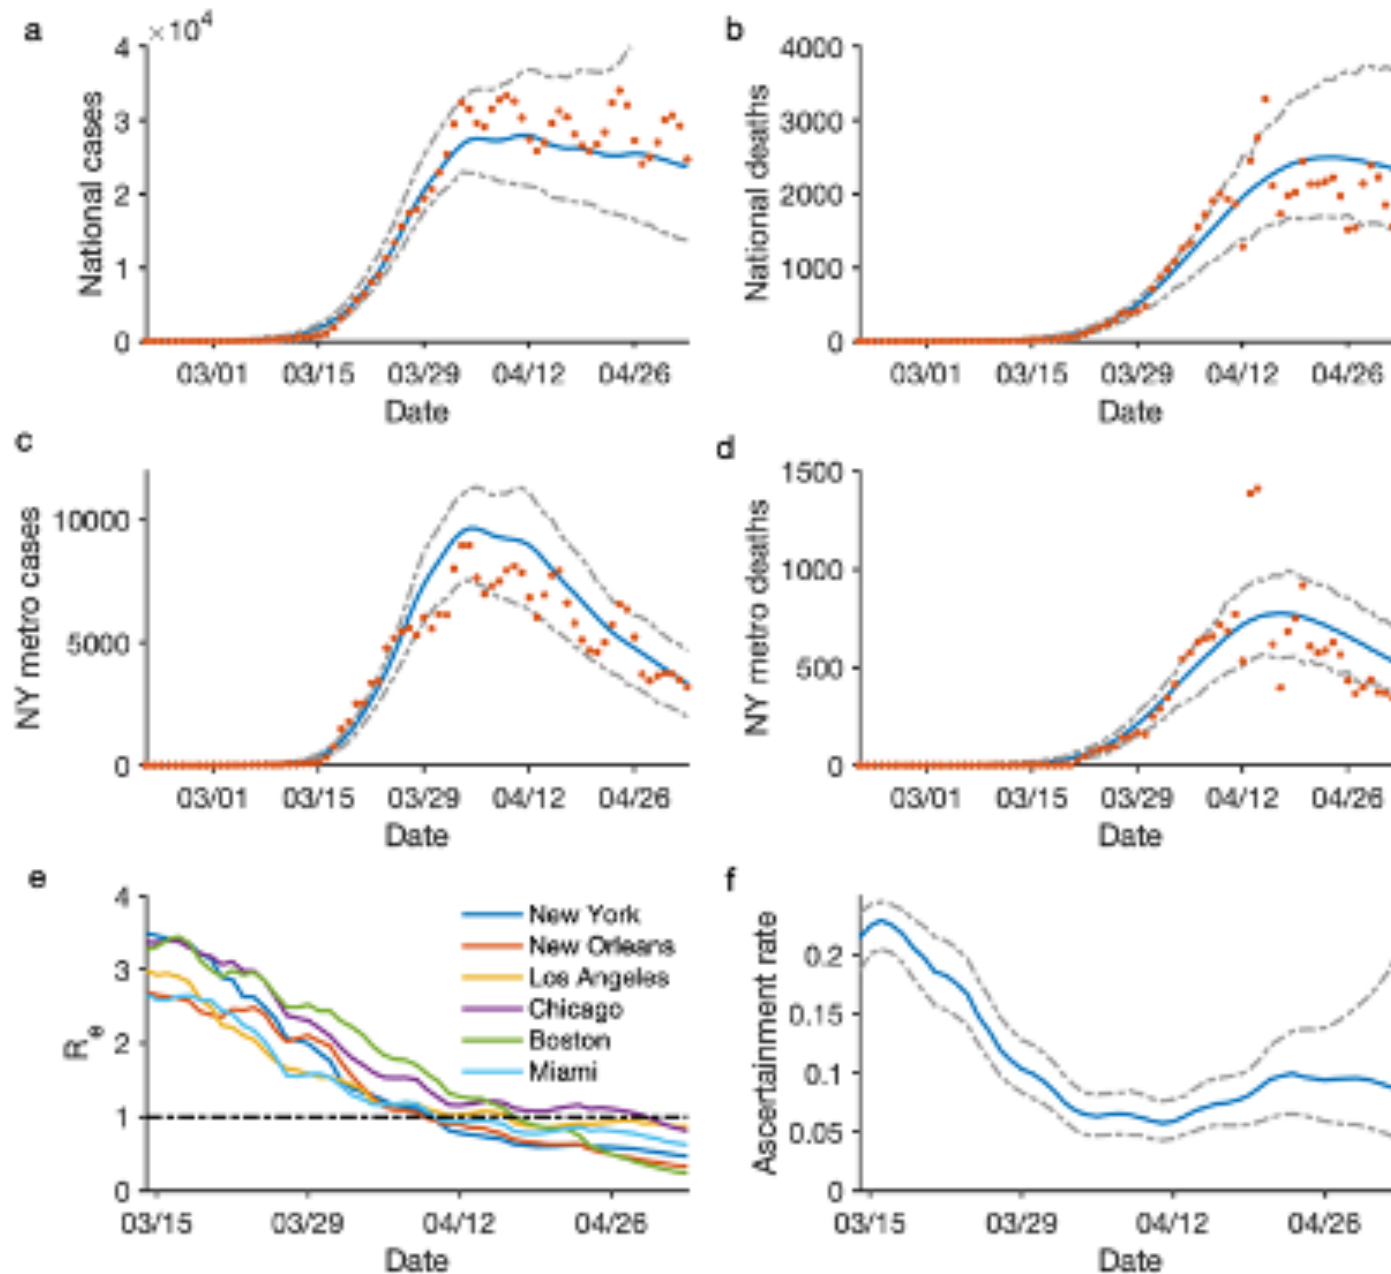 a
×10⁴
4
3
2
1
0
National cases
03/01 03/15 03/29 04/12 04/26
Date
b
4000
3000
2000
1000
0
National deaths
03/01 03/15 03/29 04/12 04/26
Date
c
10000
5000
0
NY metro cases
03/01 03/15 03/29 04/12 04/26
Date
d
1500
1000
500
0
NY metro deaths
03/01 03/15 03/29 04/12 04/26
Date
e
4
3
2
1
0
Re
New York
New Orleans
Los Angeles
Chicago
Boston
Miami
03/15 03/29 04/12 04/26
Date
f
0.2
0.15
0.1
0.05
0
Ascertainment rate
03/15 03/29 04/12 04/26
Date